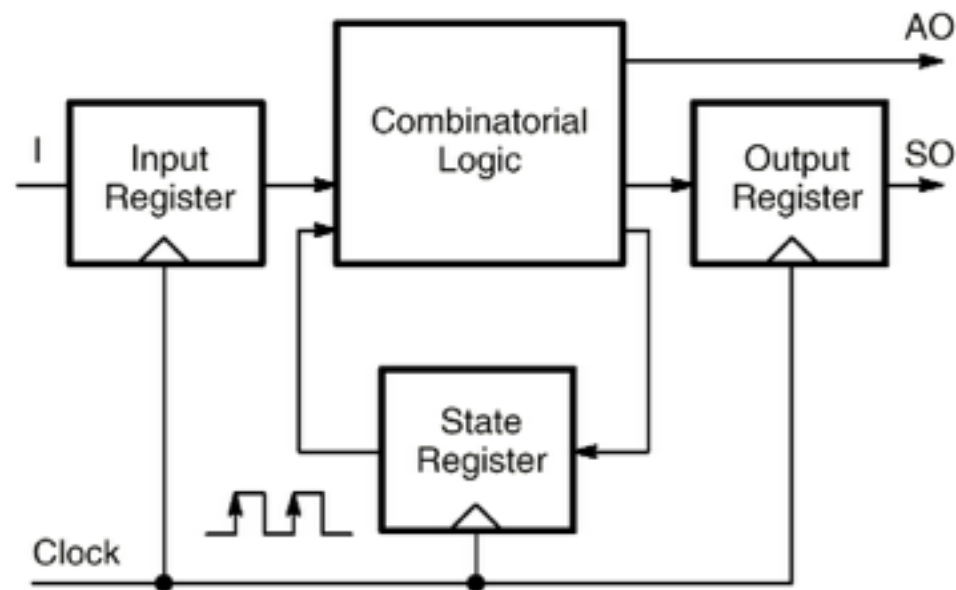 AO
Combinatorial
Logic
I
Input
Register
Output
Register
SO
State
Register
Clock